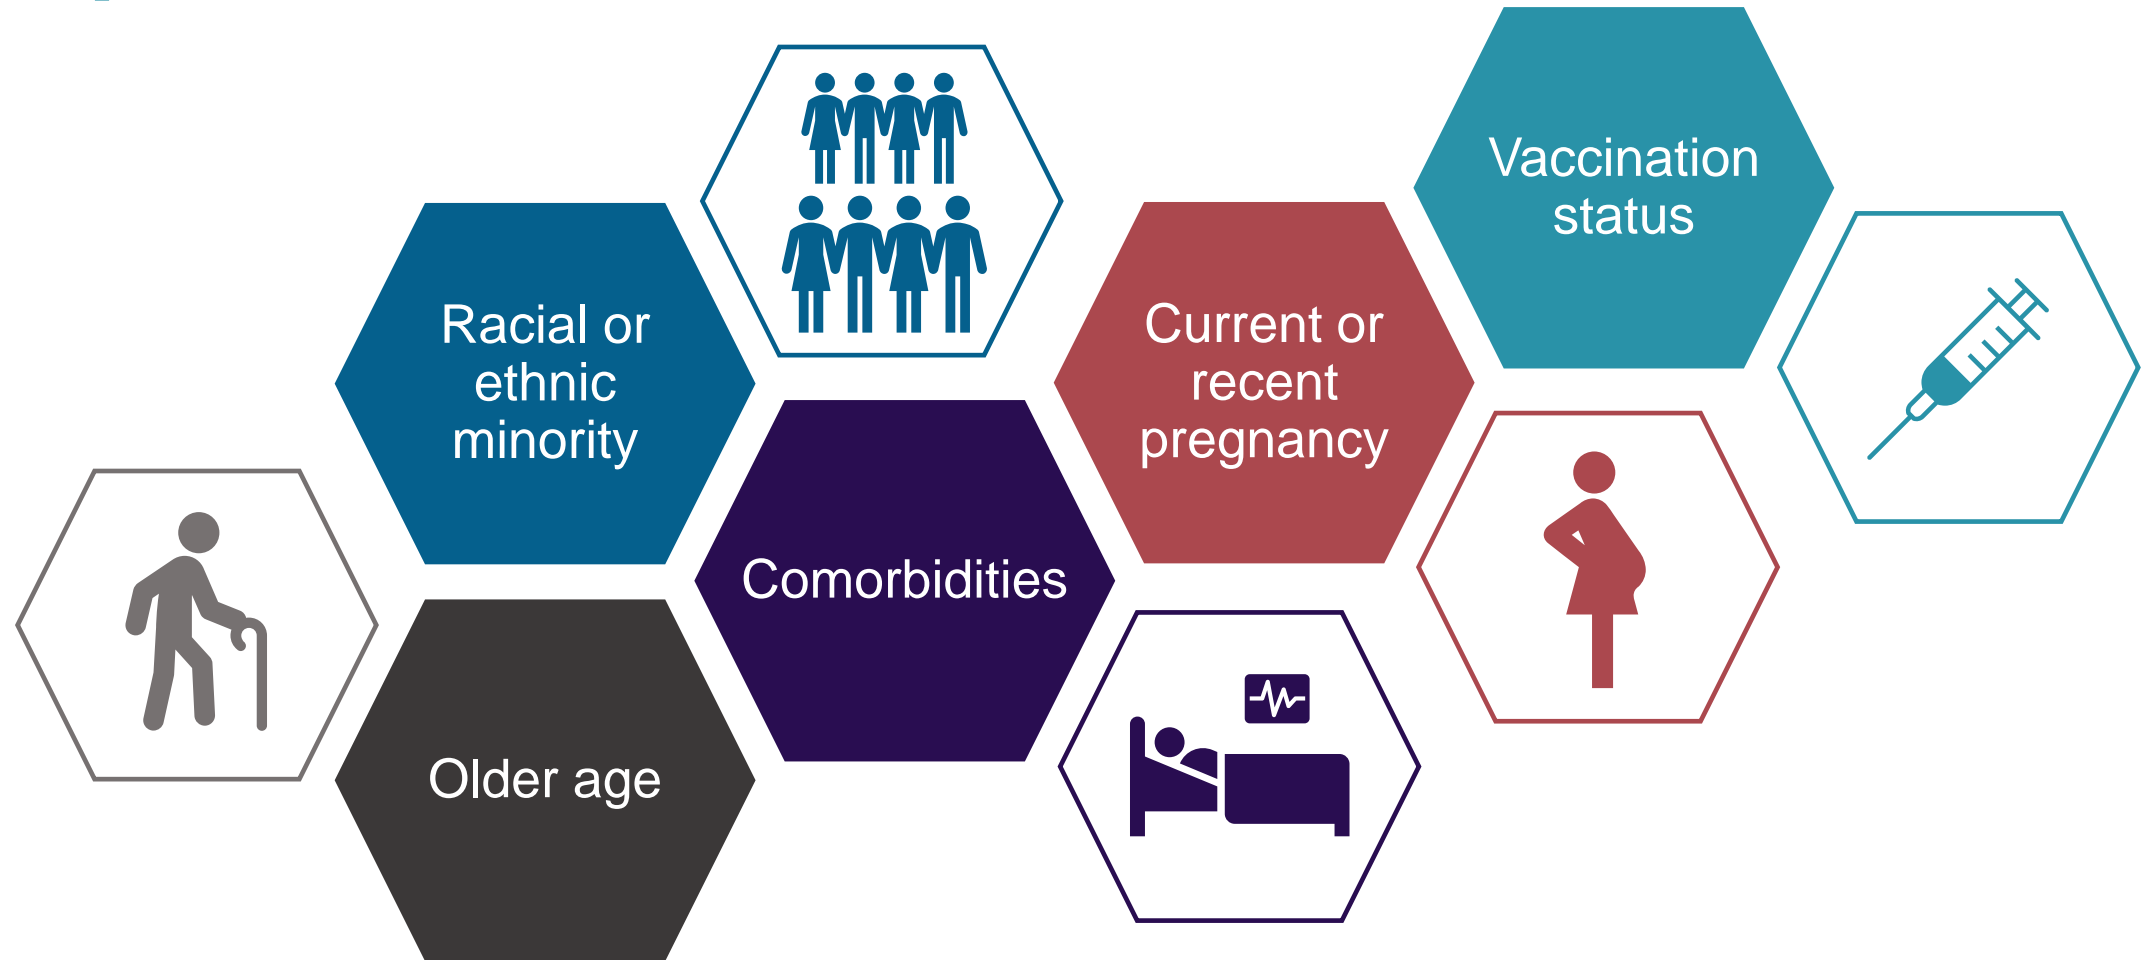 Racial or
ethnic
minority
Older age
Comorbidities
Current or
recent
pregnancy
Vaccination
status